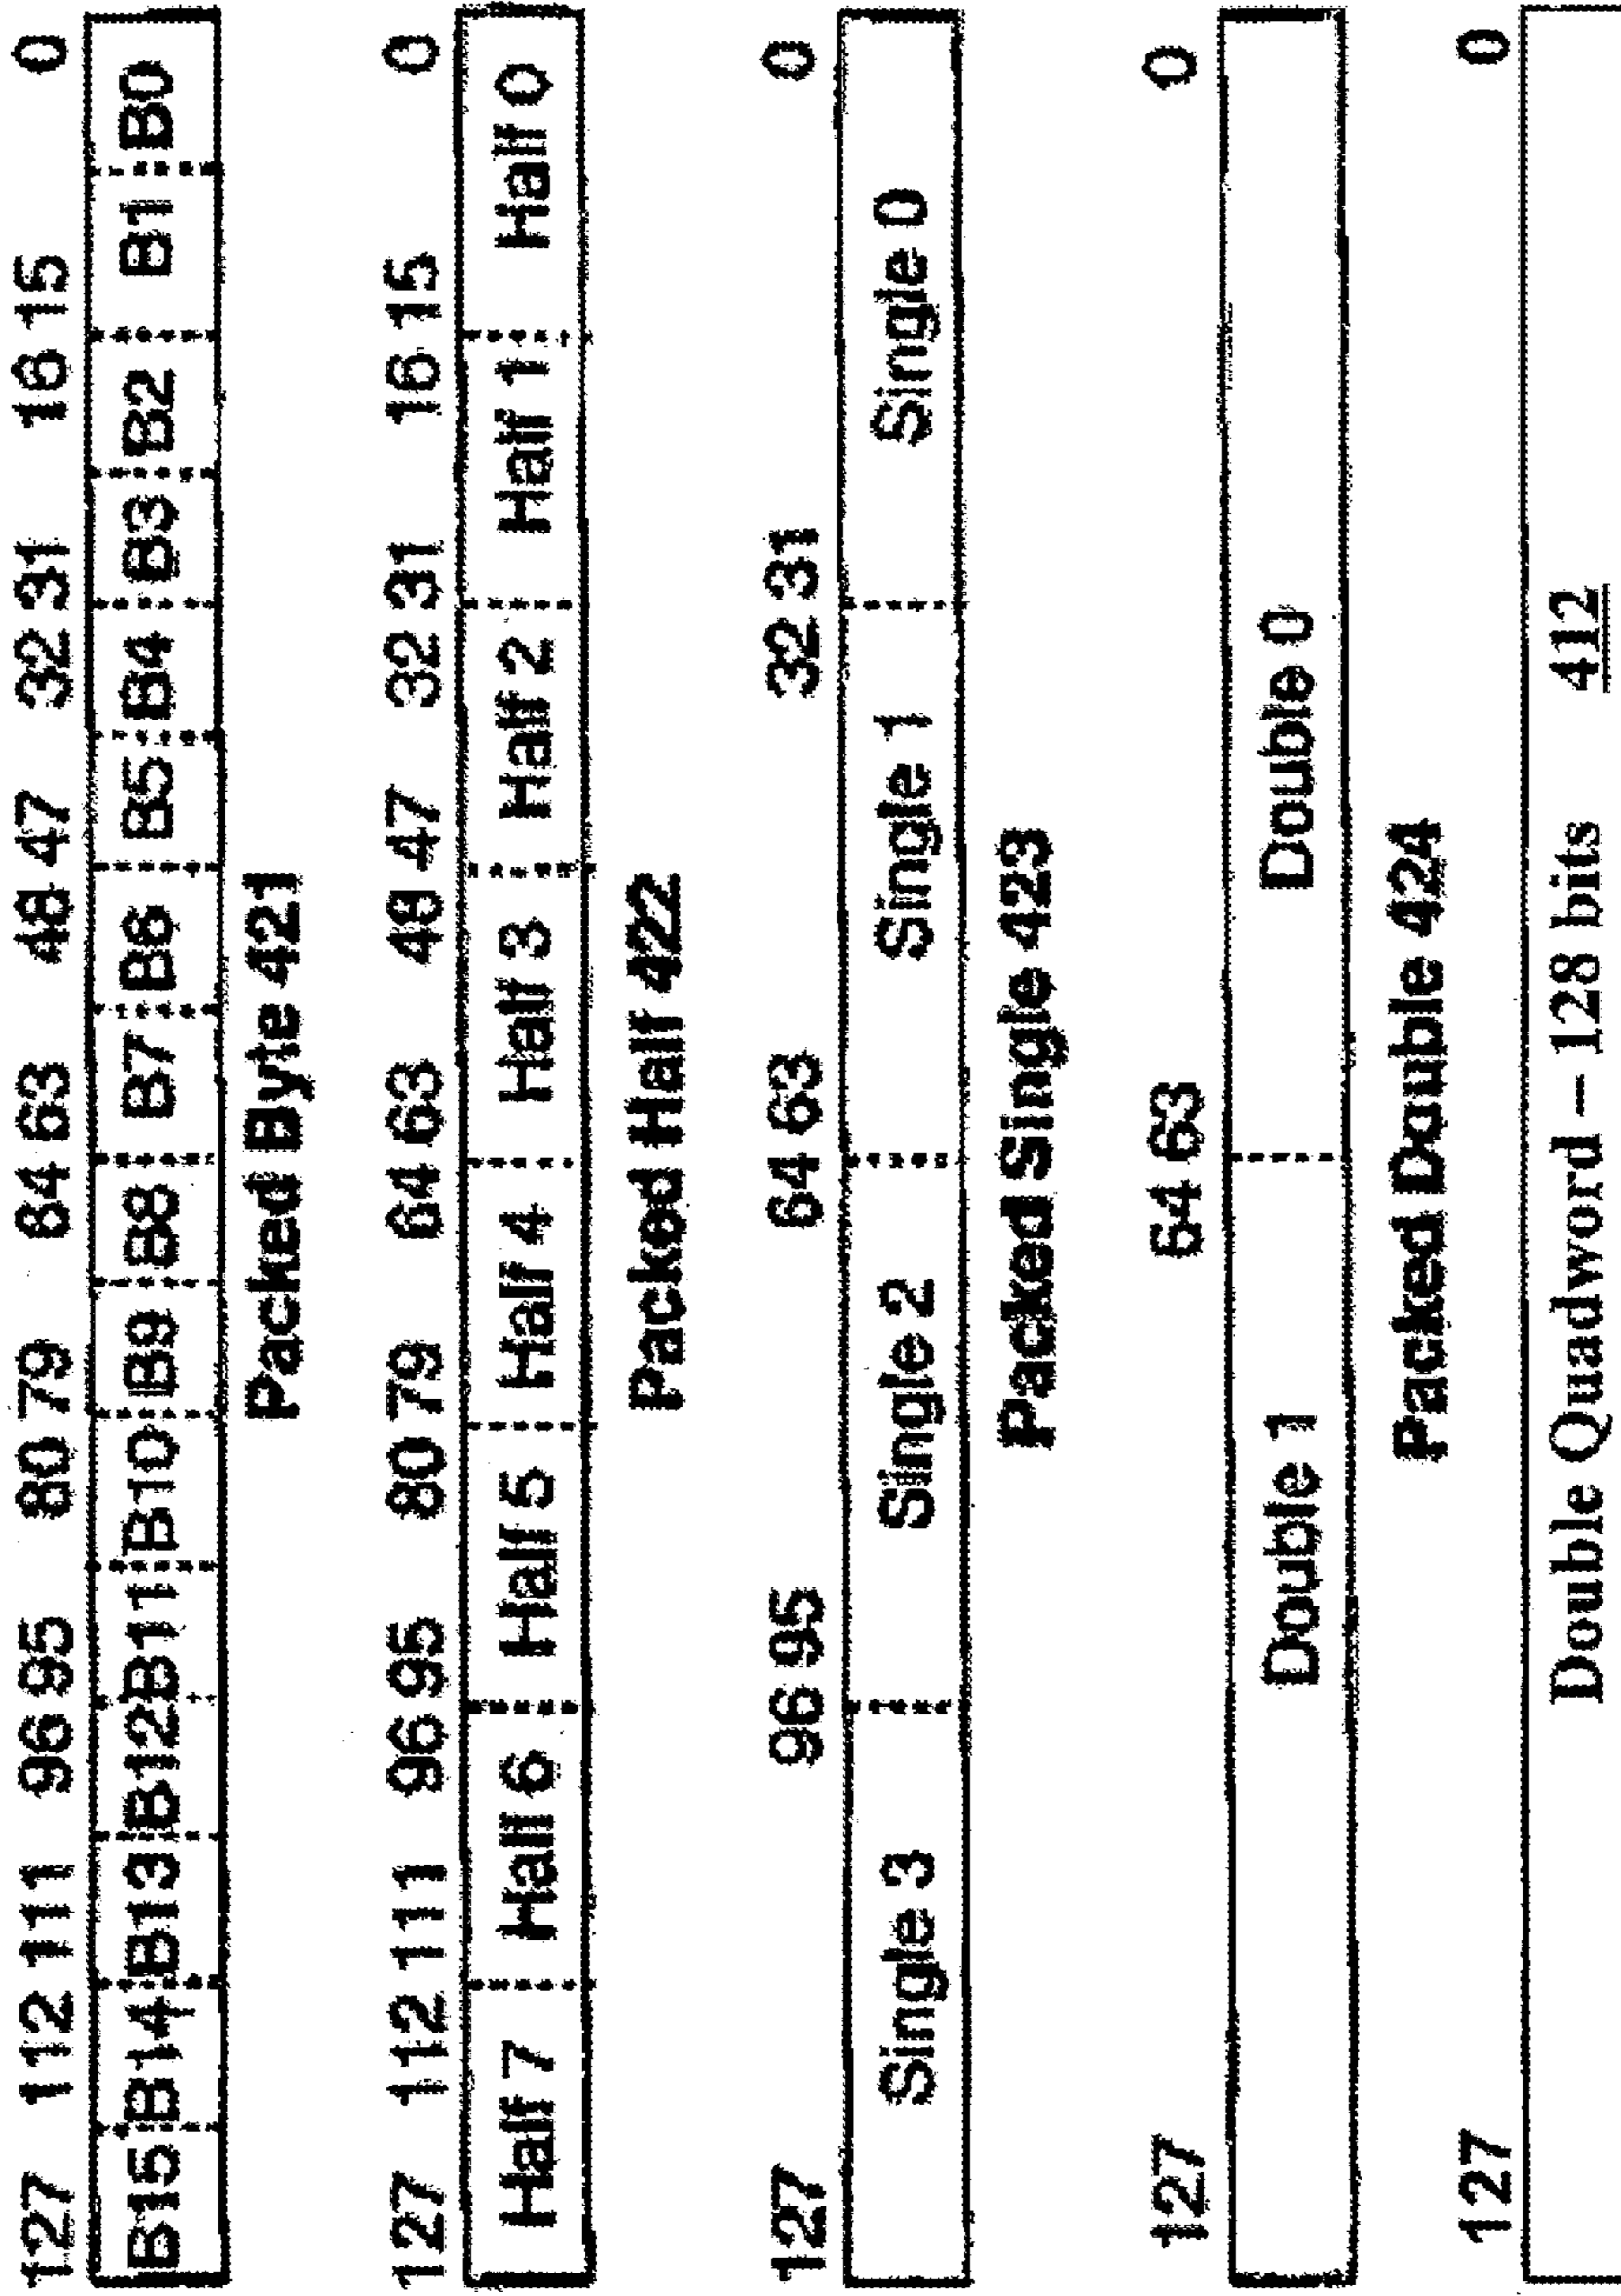 127 112 111 96 95 80 79 64 63 48 47 32 31 16 15 0
B15 B14 B13 B12 B11 B10 B9 B8 B7 B6 B5 B4 B3 B2 B1 B0
Packed Byte 421
127 112 111 96 95 80 79 64 63 48 47 32 31 16 15 0
Half 7 Half 6 Half 5 Half 4 Half 3 Half 2 Half 1 Half 0
Packed Half 422
127 96 95 64 63 32 31 0
Single 3 Single 2 Single 1 Single 0
Packed Single 423
127 64 63 0
Double 1 Double 0
Packed Double 424
127 0
Double Quadword – 128 bits 412